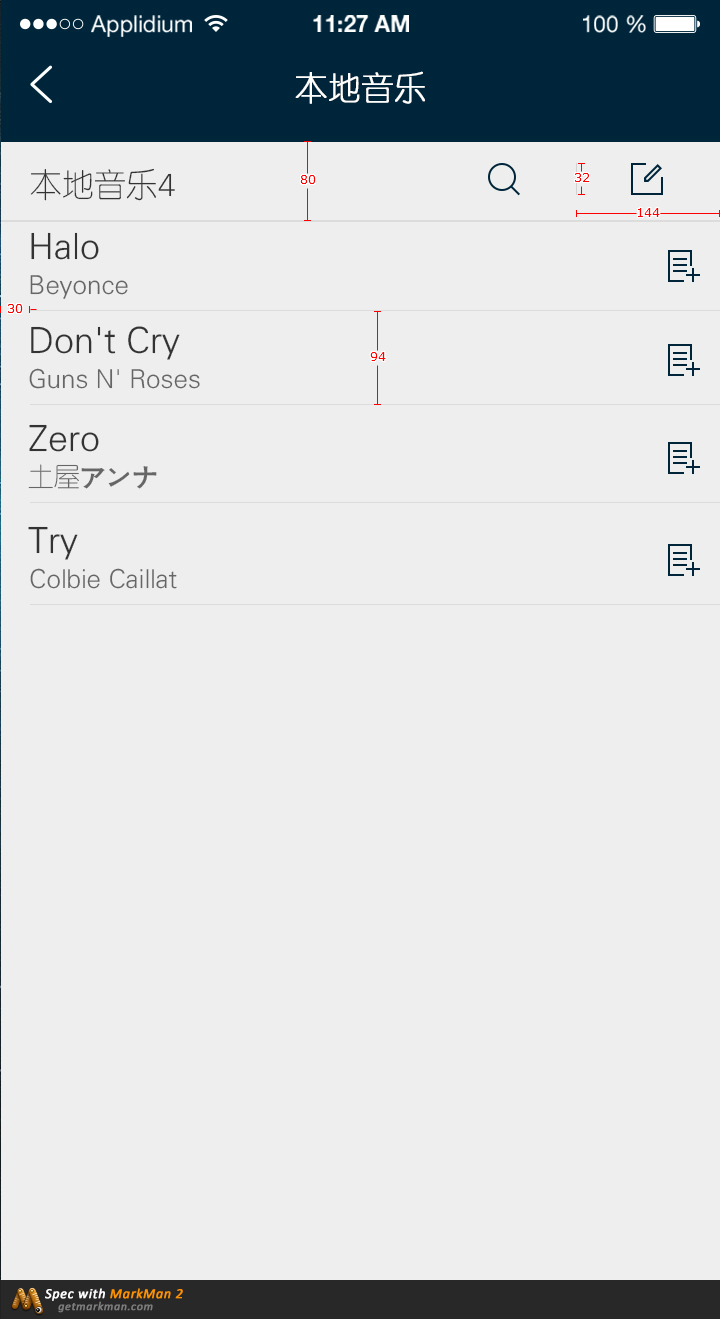 Applidium 11:27 AM 100 %
本地音乐
本地音乐4
80
32
144
Halo
Beyonce
30
Don't Cry
Guns N' Roses
94
Zero
土屋アンナ
Try
Colbie Caillat
Spec with MarkMan 2
getmarkman.com